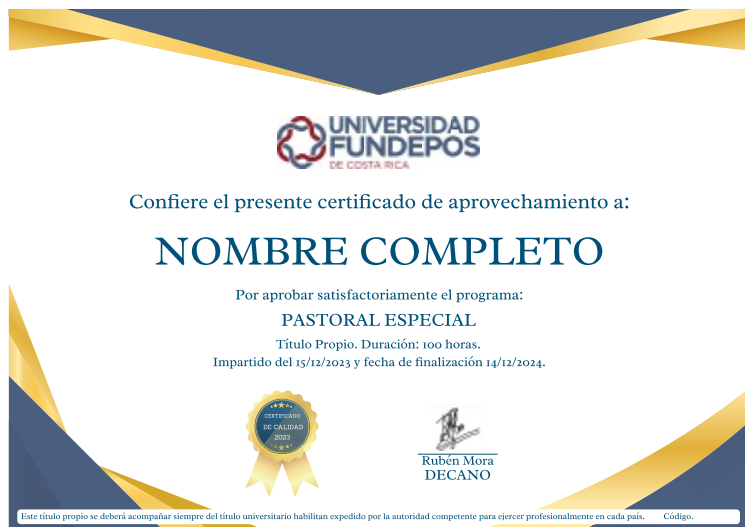 UNIVERSIDAD
FUNDEPOS
DE COSTA RICA
Confiere el presente certificado de aprovechamiento a:
NOMBRE COMPLETO
Por aprobar satisfactoriamente el programa:
PASTORAL ESPECIAL
Título Propio. Duración: 100 horas.
Impartido del 15/12/2023 y fecha de finalización 14/12/2024.
CERTIFICADO
DE CALIDAD
2023
Rubén Mora
DECANO
Este título propio se deberá acompañar siempre del título universitario habilitan expedido por la autoridad competente para ejercer profesionalmente en cada país. Código.